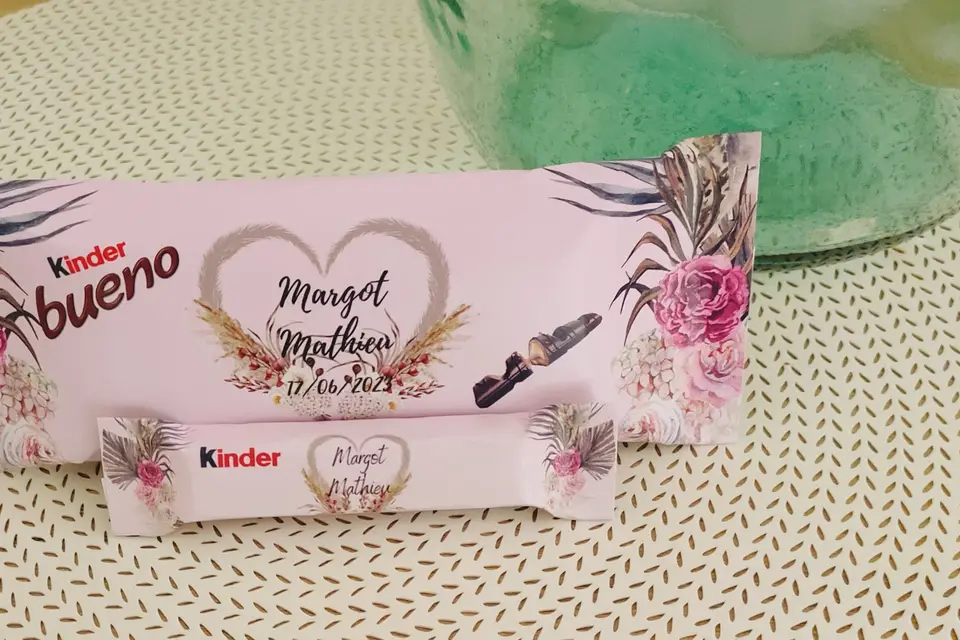 Kinder
bueno
Margot
Mathieu
17/06/2023
Kinder
Margot
Mathieu